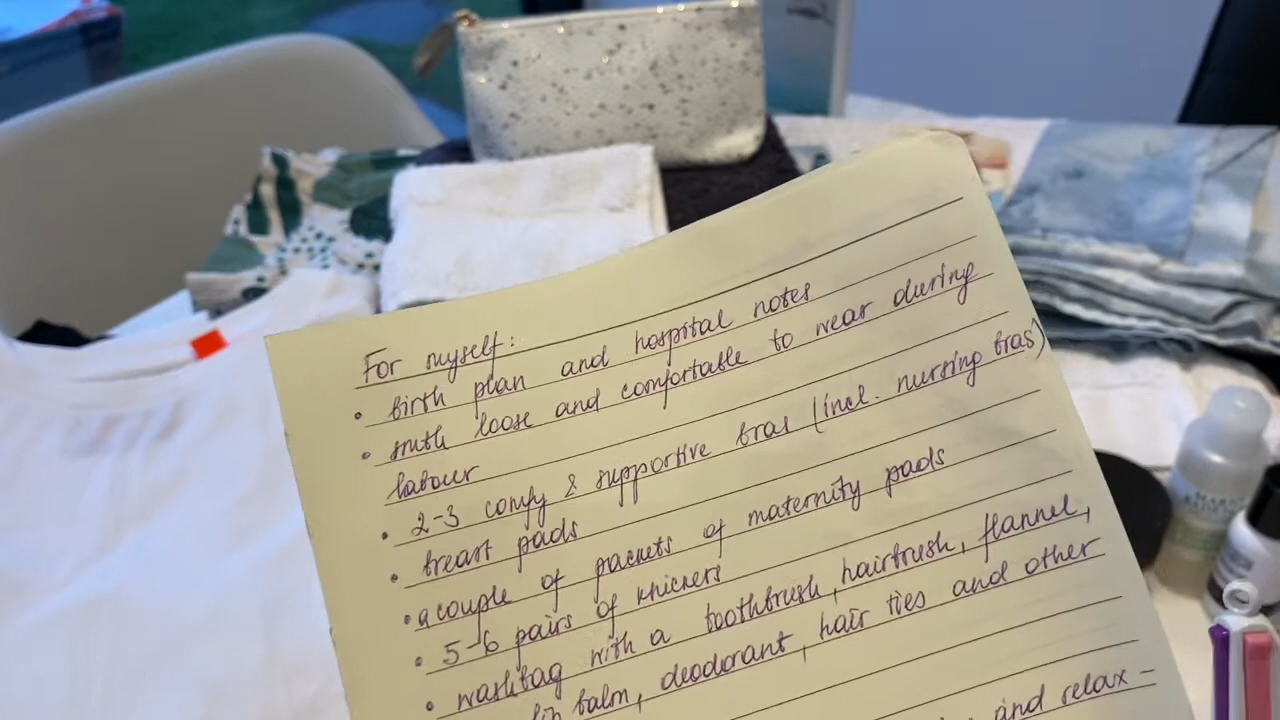 For myself:
• birth plan and hospital notes
• smth loose and comfortable to wear during
labour
• 2-3 comfy & supportive bras (incl. nursing bras)
• breast pads
• a couple of packets of maternity pads
• 5-6 pairs of knickers
• washbag with a toothbrush, hairbrush, flannel,
lip balm, deodorant, hair ties and other
and relax-